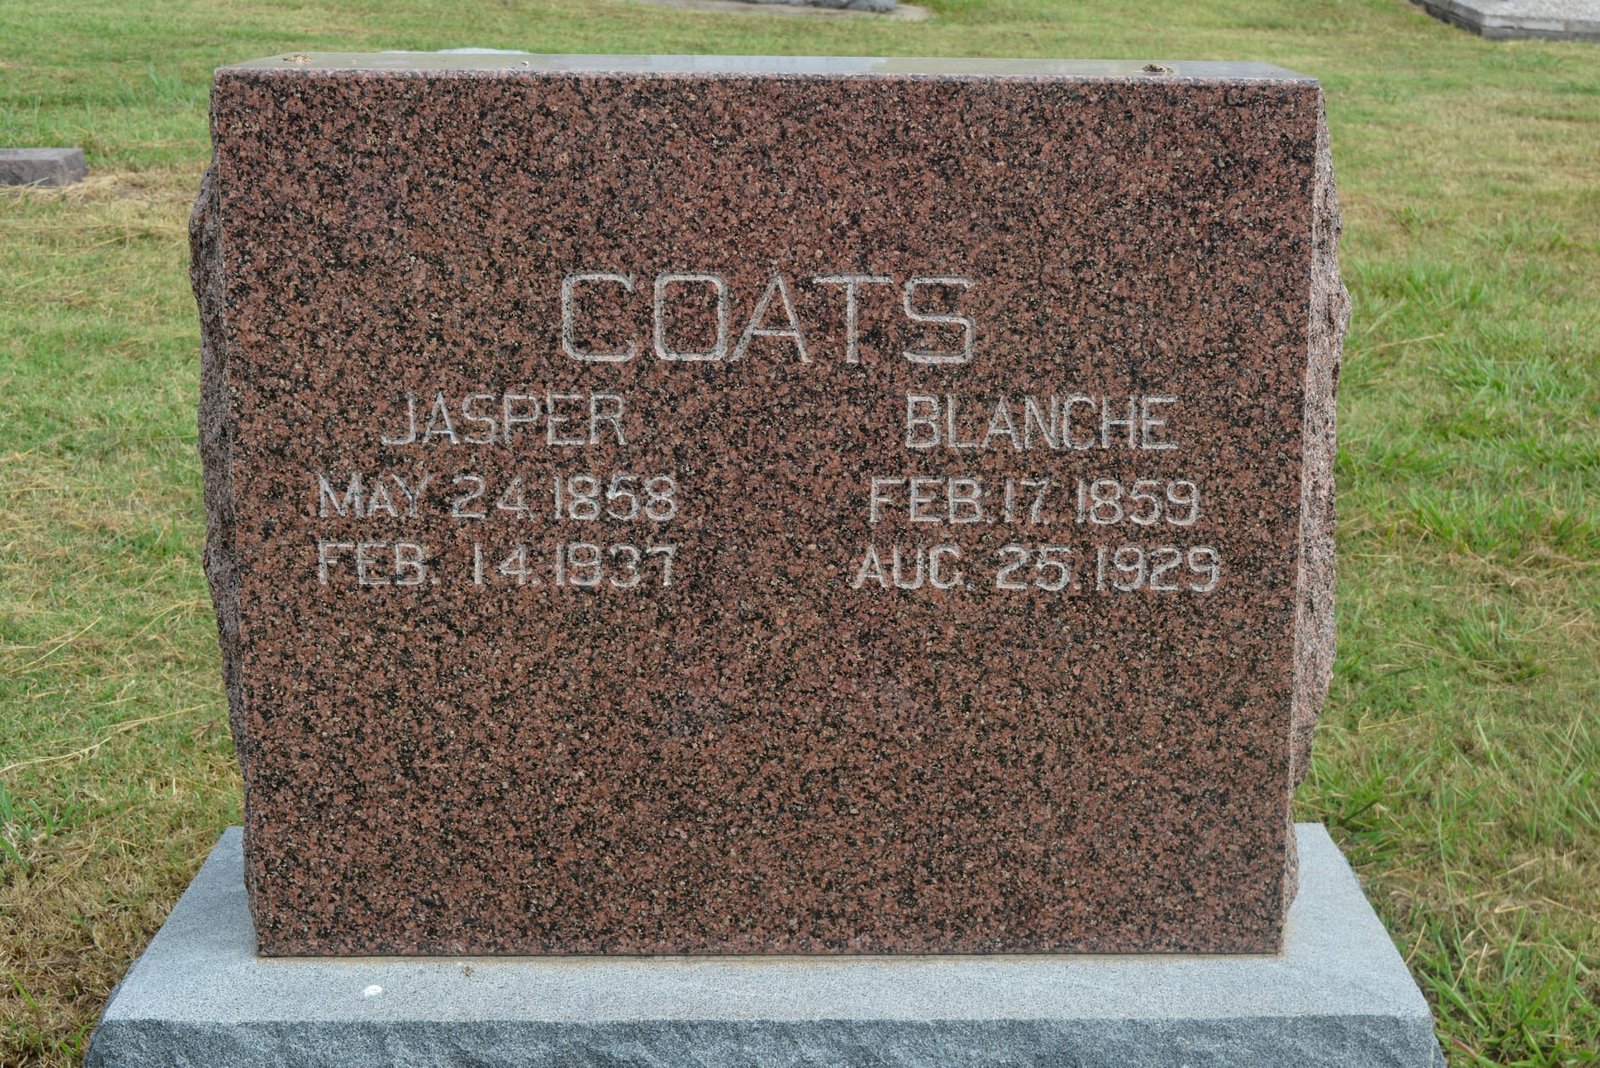 COATS
JASPER
MAY 24. 1858
FEB. 14. 1937
BLANCHE
FEB. 17. 1859
AUG. 25. 1929